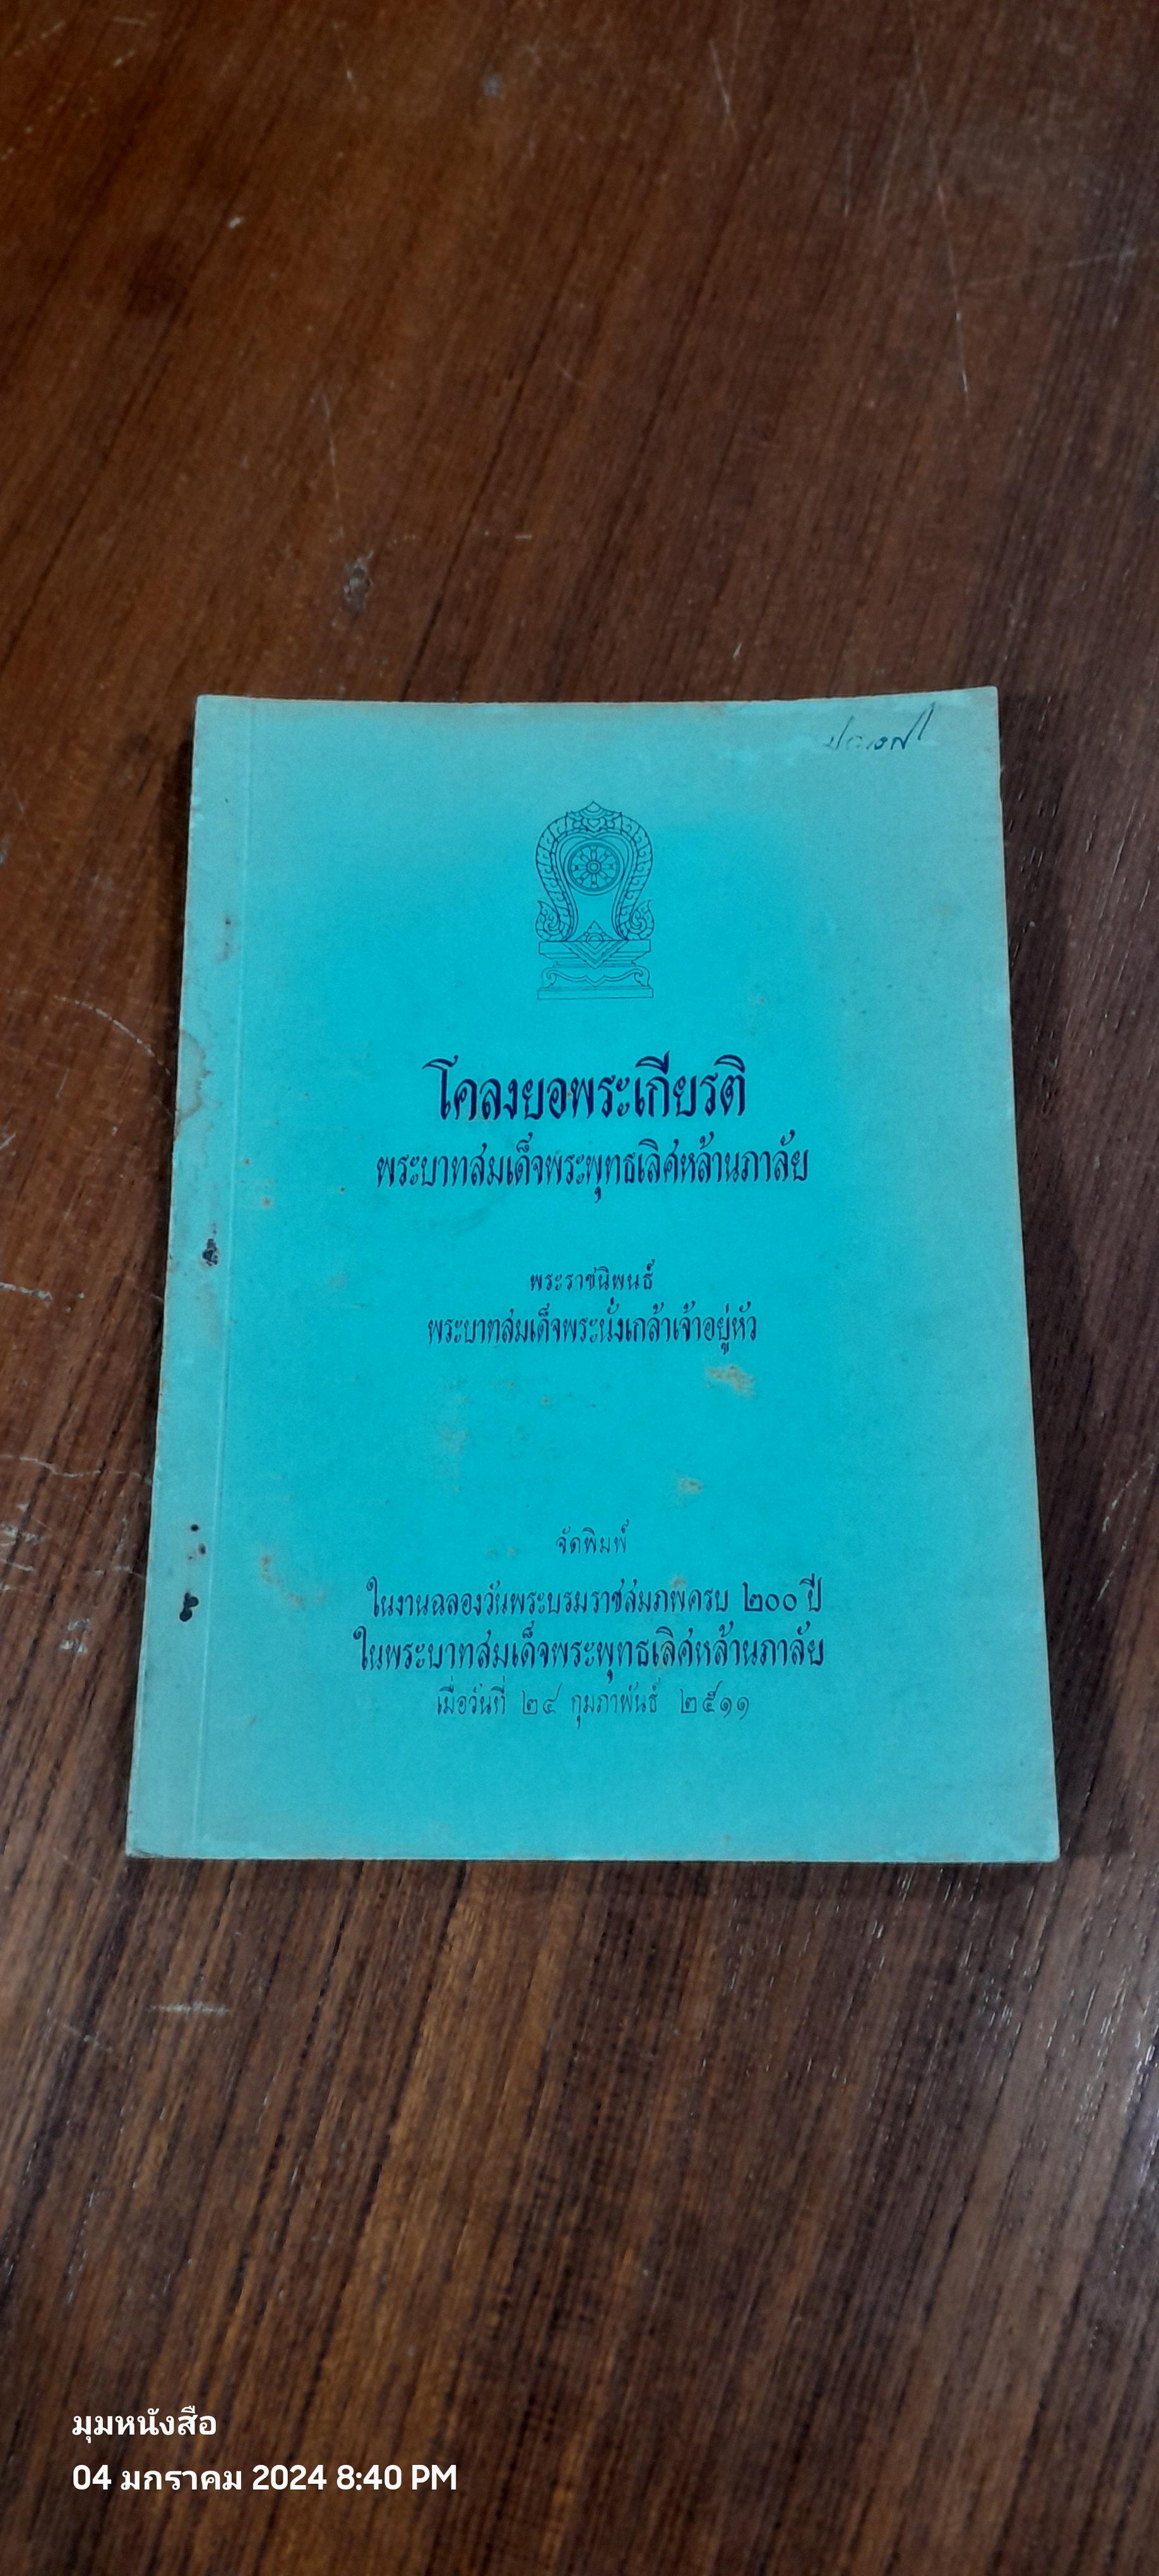 โคลงยอพระเกียรติ
พระบาทสมเด็จพระพุทธเลิศหล้านภาลัย
พระราชนิพนธ์
พระบาทสมเด็จพระนั่งเกล้าเจ้าอยู่หัว
จัดพิมพ์
ในงานฉลองวันพระบรมราชสมภพครบ ๒๐๐ ปี
ในพระบาทสมเด็จพระพุทธเลิศหล้านภาลัย
เมื่อวันที่ ๒๔ กุมภาพันธ์ ๒๕๑๑
มุมหนังสือ
04 มกราคม 2024 8:40 PM